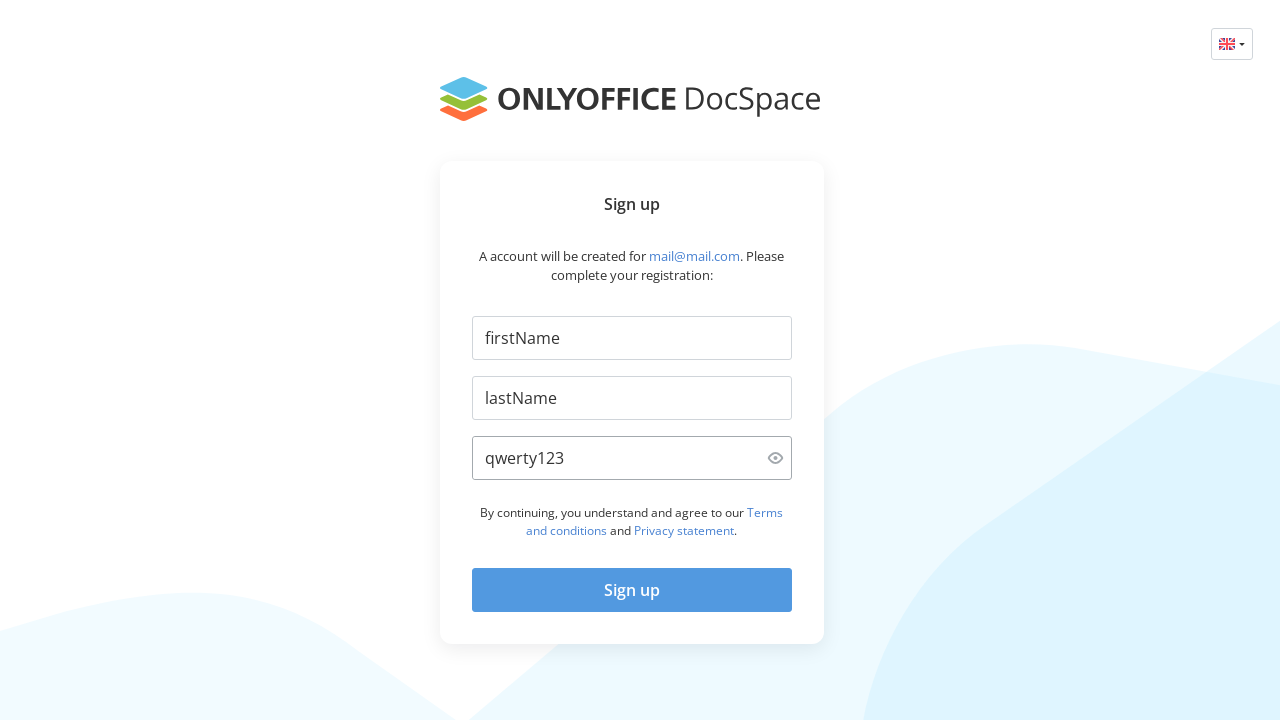 ONLYOFFICE DocSpace
Sign up
A account will be created for mail@mail.com. Please
complete your registration:
firstName
lastName
qwerty123
By continuing, you understand and agree to our Terms
and conditions and Privacy statement.
Sign up